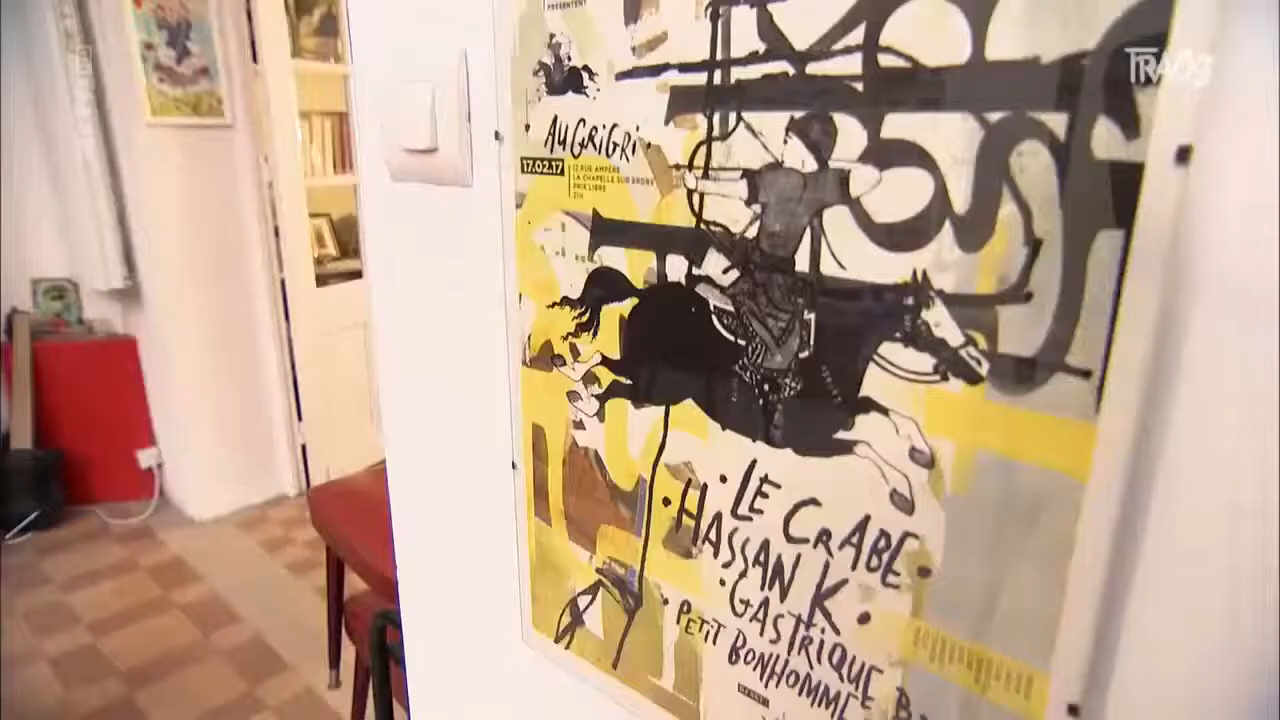 PRÉSENTENT
TRACS
AU GRIGRI.
17.02.17
12 RUE AMPÈRE
LA CHAPELLE SUR ERDRE
PRIX LIBRE
21H
• LE CRABE •
• HASSAN K •
• GASTRIQUE B
• PETIT BONHOMME